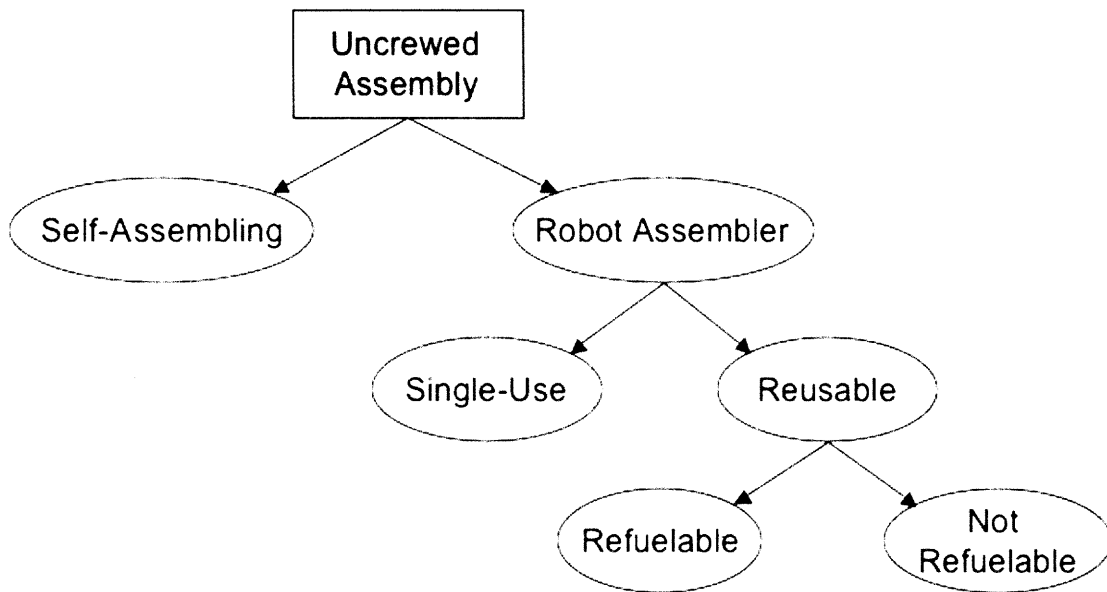 Uncrewed
Assembly
Self-Assembling
Robot Assembler
Single-Use
Reusable
Refuelable
Not
Refuelable